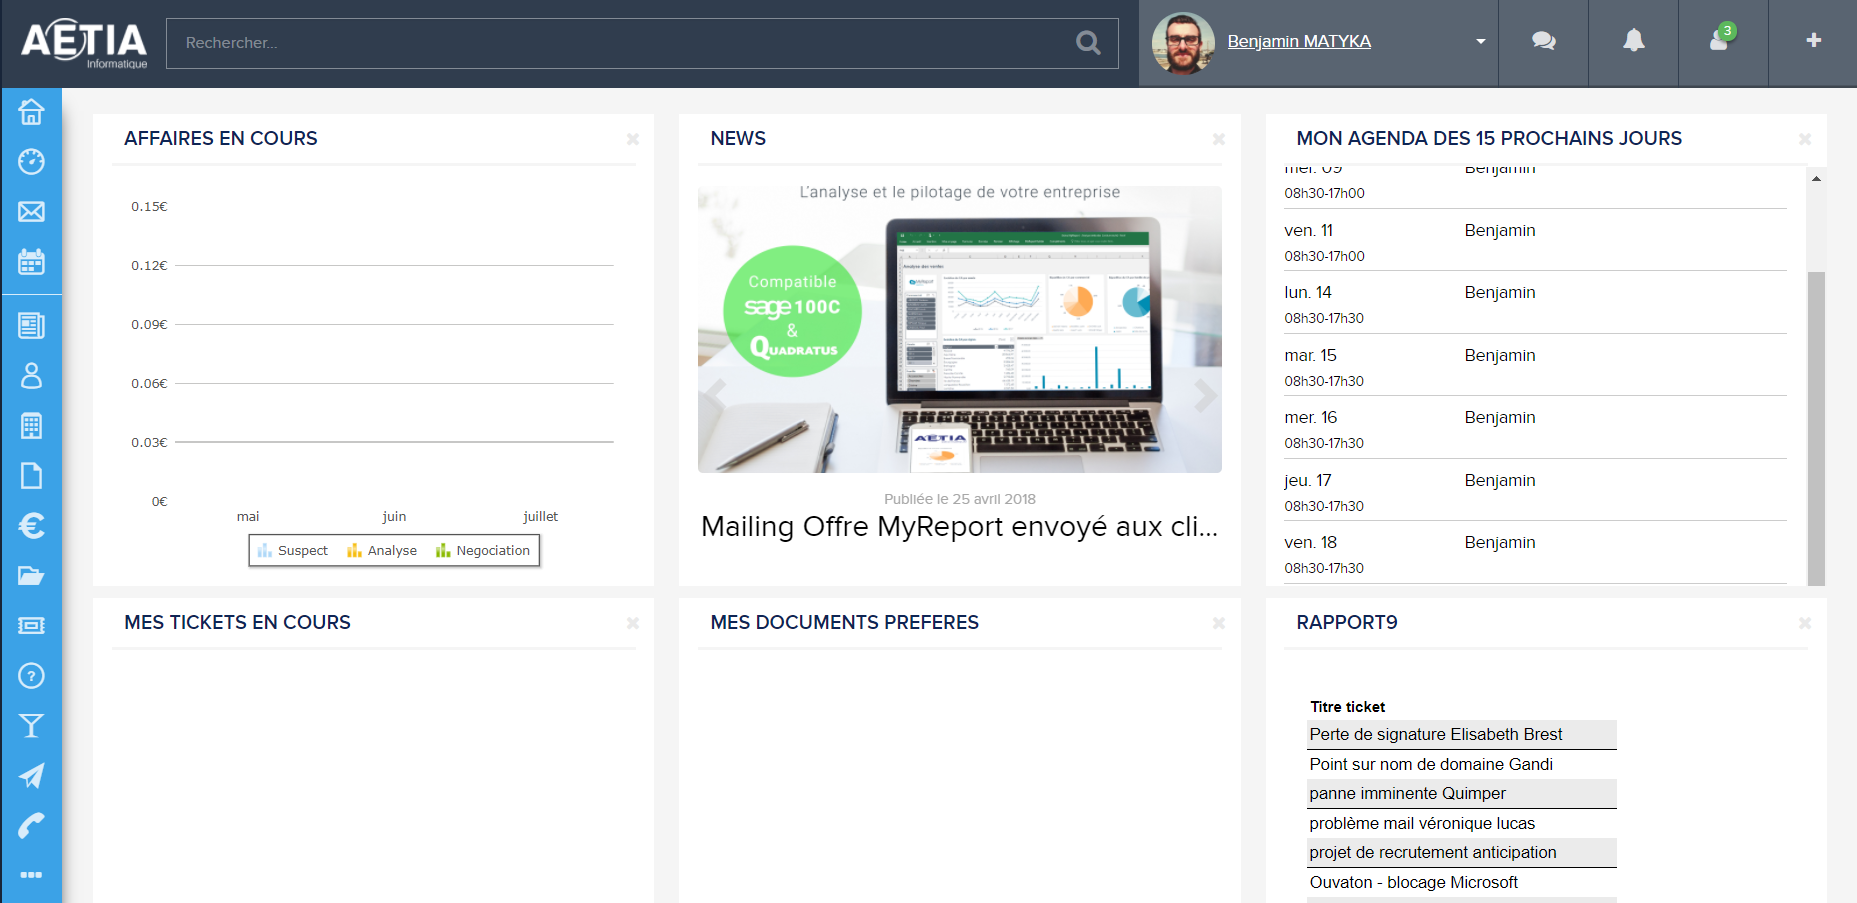 AETIA
Informatique
Rechercher...
Benjamin MATYKA
3
AFFAIRES EN COURS
0.15€
0.12€
0.09€
0.06€
0.03€
0€
mai juin juillet
Suspect Analyse Negociation
NEWS
L'analyse et le pilotage de votre entreprise
Compatible
sage 100C
&
QUADRATUS
AETIA
Publiée le 25 avril 2018
Mailing Offre MyReport envoyé aux cli...
MON AGENDA DES 15 PROCHAINS JOURS
mer. 09 Benjamin
08h30-17h00
ven. 11 Benjamin
08h30-17h00
lun. 14 Benjamin
08h30-17h30
mar. 15 Benjamin
08h30-17h30
mer. 16 Benjamin
08h30-17h30
jeu. 17 Benjamin
08h30-17h30
ven. 18 Benjamin
08h30-17h30
MES TICKETS EN COURS
MES DOCUMENTS PREFERES
RAPPORT9
Titre ticket
Perte de signature Elisabeth Brest
Point sur nom de domaine Gandi
panne imminente Quimper
problème mail véronique lucas
projet de recrutement anticipation
Ouvaton - blocage Microsoft